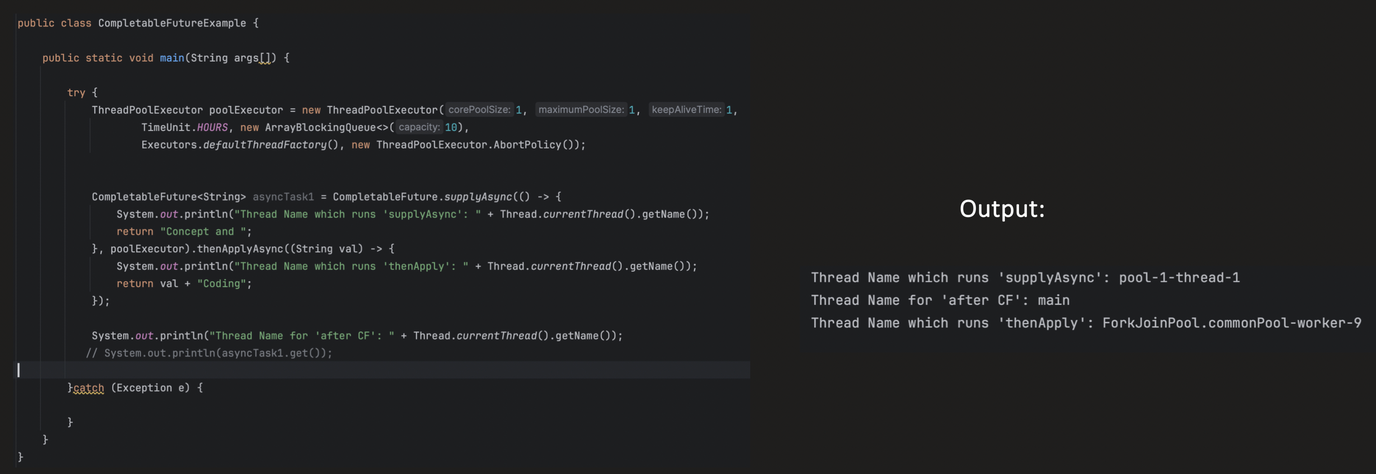 public class CompletableFutureExample {
public static void main(String args[]) {
try {
ThreadPoolExecutor poolExecutor = new ThreadPoolExecutor( corePoolSize: 1, maximumPoolSize: 1, keepAliveTime: 1,
TimeUnit.HOURS, new ArrayBlockingQueue<>( capacity: 10),
Executors.defaultThreadFactory(), new ThreadPoolExecutor.AbortPolicy());
CompletableFuture<String> asyncTask1 = CompletableFuture.supplyAsync(() -> {
System.out.println("Thread Name which runs 'supplyAsync': " + Thread.currentThread().getName());
return "Concept and ";
}, poolExecutor).thenApplyAsync((String val) -> {
System.out.println("Thread Name which runs 'thenApply': " + Thread.currentThread().getName());
return val + "Coding";
});
System.out.println("Thread Name for 'after CF': " + Thread.currentThread().getName());
// System.out.println(asyncTask1.get());
}catch (Exception e) {
}
}
}
Output:
Thread Name which runs 'supplyAsync': pool-1-thread-1
Thread Name for 'after CF': main
Thread Name which runs 'thenApply': ForkJoinPool.commonPool-worker-9